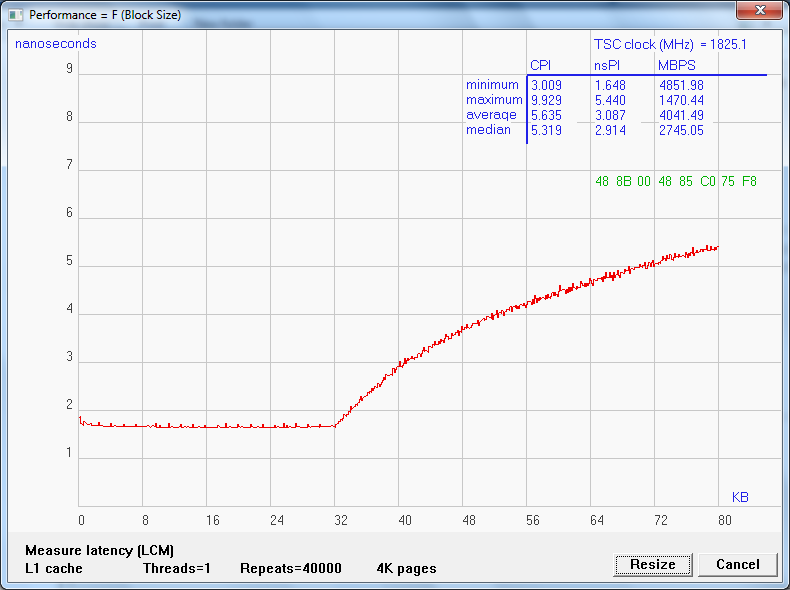 Performance = F (Block Size)
nanoseconds
TSC clock (MHz) = 1825.1
CPI nsPI MBPS
minimum 3.009 1.648 4851.98
maximum 9.929 5.440 1470.44
average 5.635 3.087 4041.49
median 5.319 2.914 2745.05
48 8B 00 48 85 C0 75 F8
9
8
7
6
5
4
3
2
1
KB
0 8 16 24 32 40 48 56 64 72 80
Measure latency (LCM)
L1 cache Threads=1 Repeats=40000 4K pages
Resize Cancel